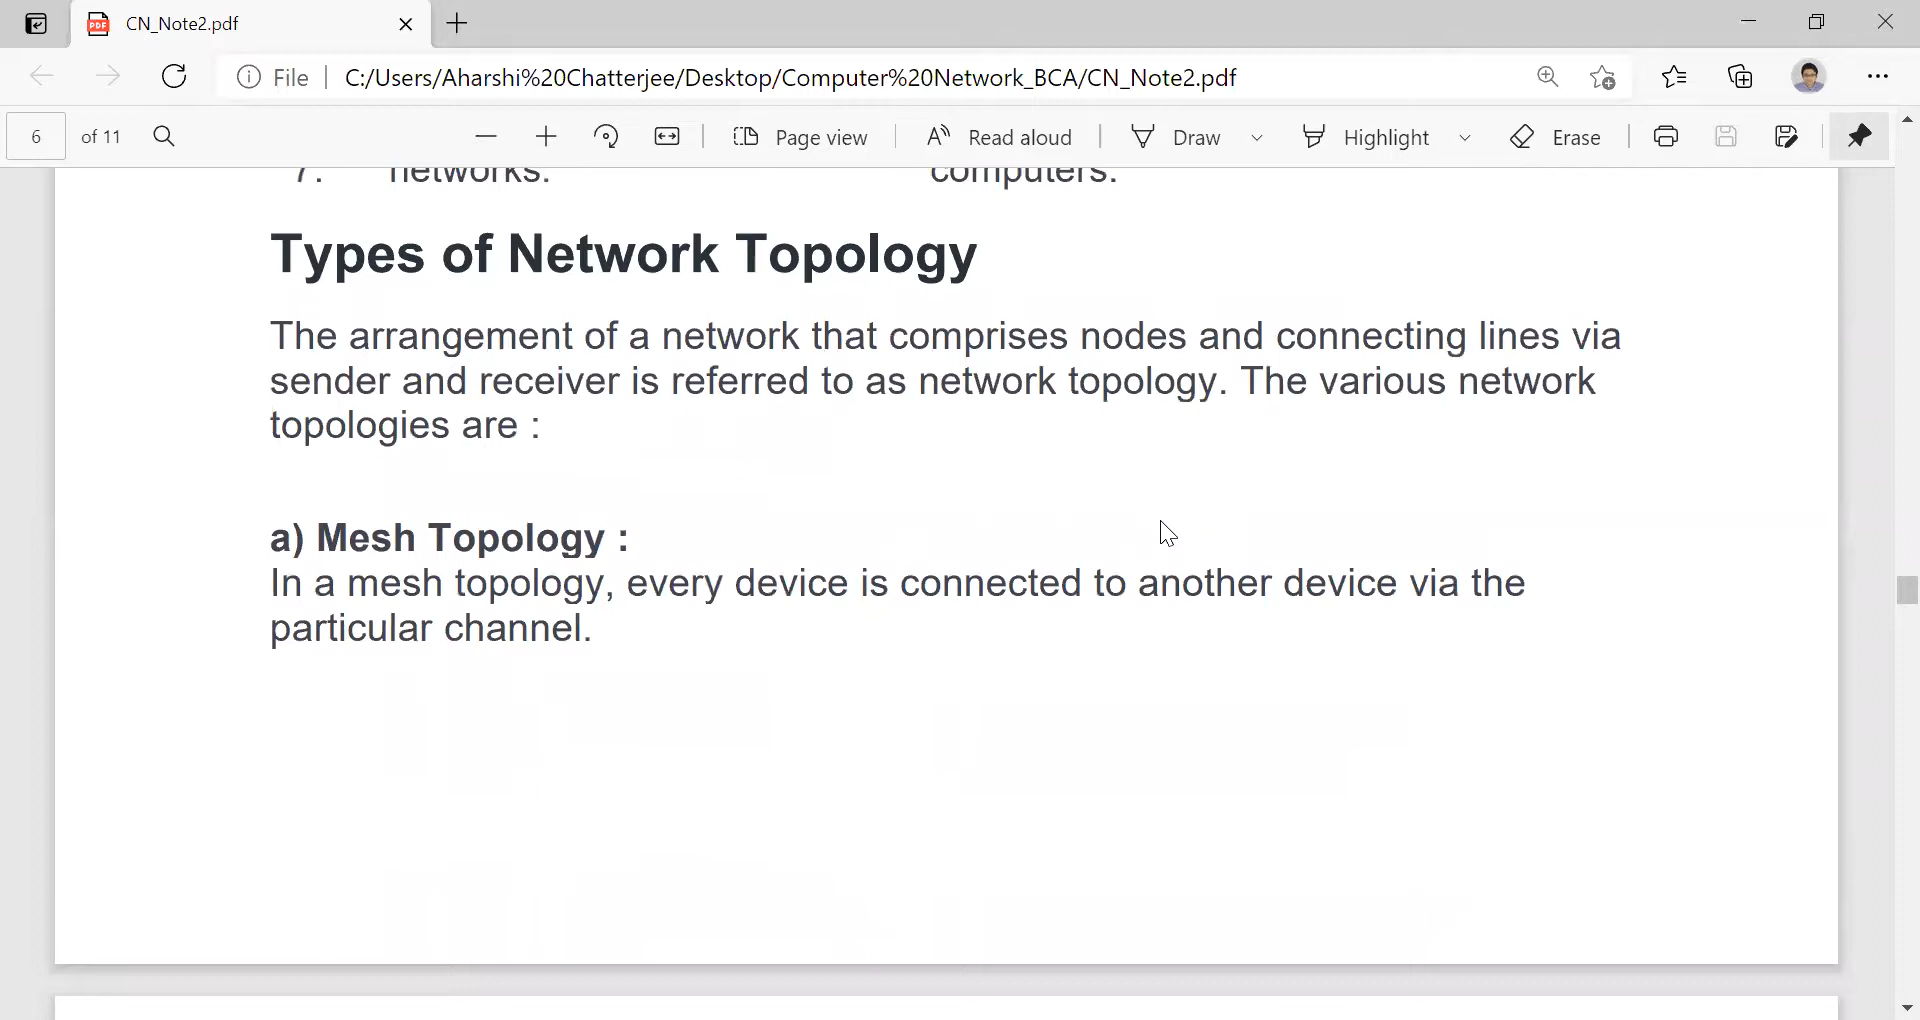 CN_Note2.pdf
File | C:/Users/Aharshi%20Chatterjee/Desktop/Computer%20Network_BCA/CN_Note2.pdf
6 of 11 Page view Read aloud Draw Highlight Erase
7. networks. computers.
Types of Network Topology
The arrangement of a network that comprises nodes and connecting lines via
sender and receiver is referred to as network topology. The various network
topologies are :
a) Mesh Topology :
In a mesh topology, every device is connected to another device via the
particular channel.